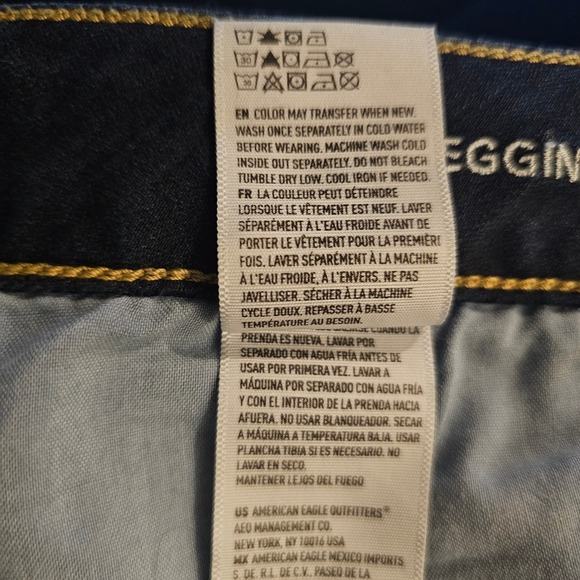 EN COLOR MAY TRANSFER WHEN NEW.
WASH ONCE SEPARATELY IN COLD WATER
BEFORE WEARING. MACHINE WASH COLD
INSIDE OUT SEPARATELY. DO NOT BLEACH
TUMBLE DRY LOW. COOL IRON IF NEEDED.
FR LA COULEUR PEUT DÉTEINDRE
LORSQUE LE VÊTEMENT EST NEUF. LAVER
SÉPARÉMENT À L'EAU FROIDE AVANT DE
PORTER LE VÊTEMENT POUR LA PREMIÈRE
FOIS. LAVER SÉPARÉMENT À LA MACHINE
À L'EAU FROIDE, À L'ENVERS. NE PAS
JAVELLISER. SÉCHER À LA MACHINE
CYCLE DOUX. REPASSER À BASSE
TEMPÉRATURE AU BESOIN.
CUANDO LA
PRENDA ES NUEVA. LAVAR POR
SEPARADO CON AGUA FRÍA ANTES DE
USAR POR PRIMERA VEZ. LAVAR A
MÁQUINA POR SEPARADO CON AGUA FRÍA
Y CON EL INTERIOR DE LA PRENDA HACIA
AFUERA. NO USAR BLANQUEADOR. SECAR
A MÁQUINA A TEMPERATURA BAJA. USAR
PLANCHA TIBIA SI ES NECESARIO. NO
LAVAR EN SECO.
MANTENER LEJOS DEL FUEGO
US AMERICAN EAGLE OUTFITTERS®
AEO MANAGEMENT CO.
NEW YORK, NY 10016 USA
MX AMERICAN EAGLE MEXICO IMPORTS
S. DE R.L. DE C.V., PASEO DE LA
EGGIN